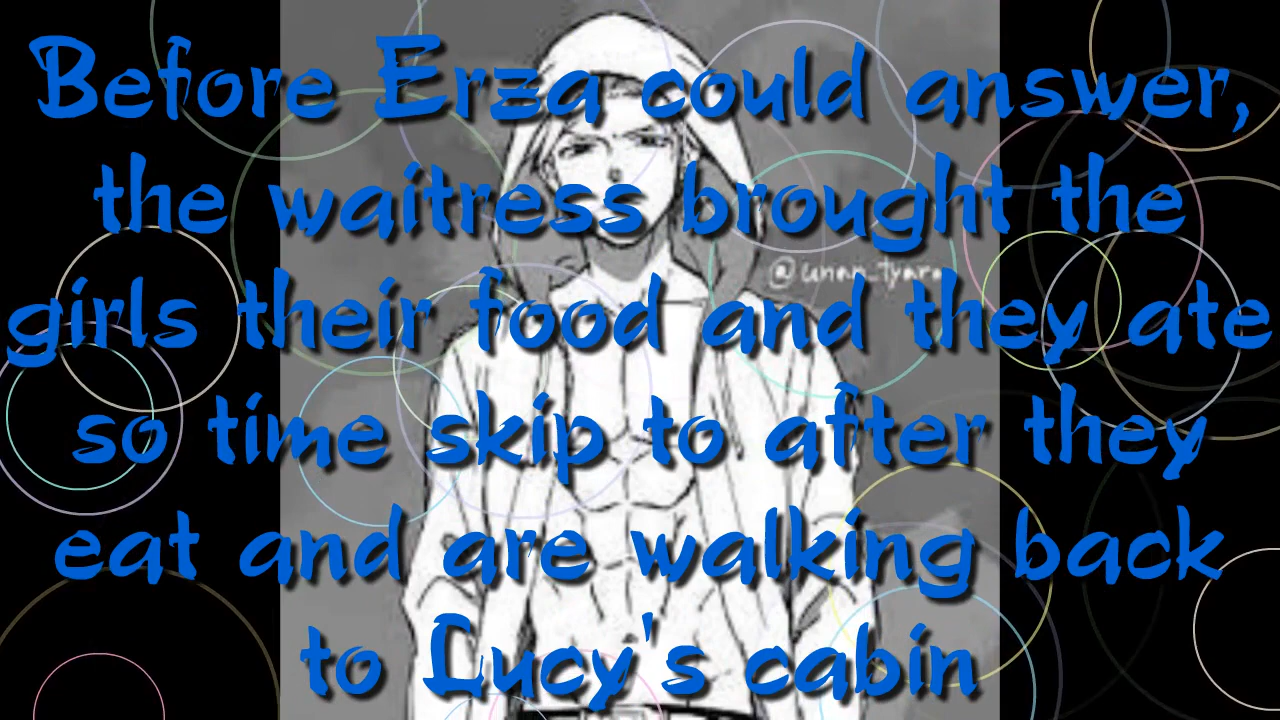 Before Erza could answer,
the waitress brought the
@unan_tyaro
girls their food and they ate
so time skip to after they
eat and are walking back
to Lucy's cabin